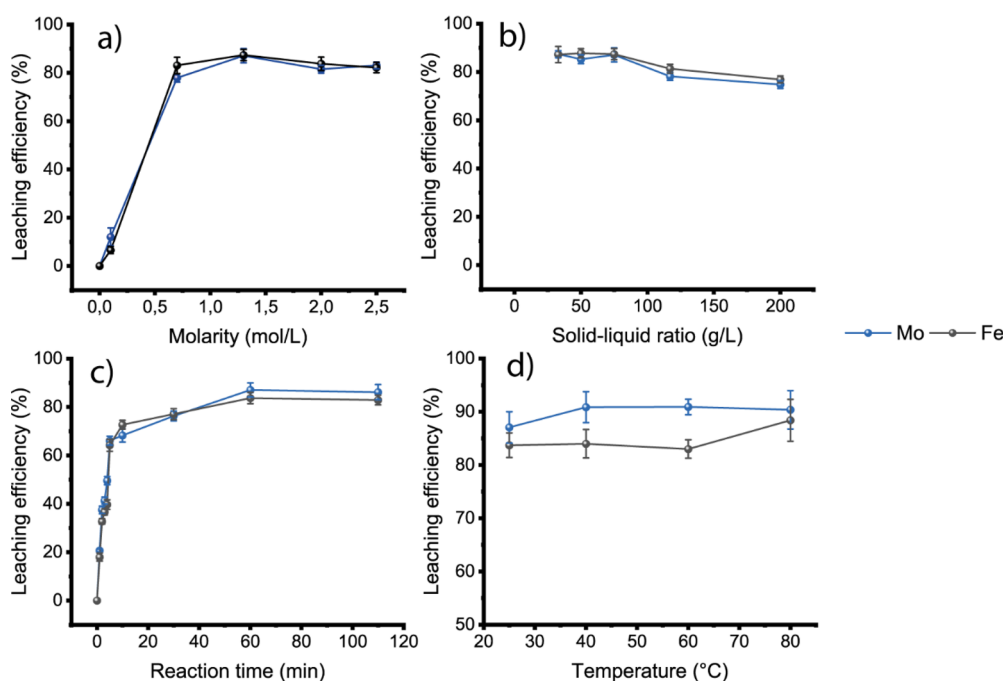 a)
Leaching efficiency (%)
100
80
60
40
20
0
0,0 0,5 1,0 1,5 2,0 2,5
Molarity (mol/L)
b)
Leaching efficiency (%)
100
80
60
40
20
0
0 50 100 150 200
Solid-liquid ratio (g/L)
Mo Fe
c)
Leaching efficiency (%)
100
80
60
40
20
0
0 20 40 60 80 100 120
Reaction time (min)
d)
Leaching efficiency (%)
100
90
80
70
60
90
50
20 30 40 50 60 70 80
Temperature (°C)